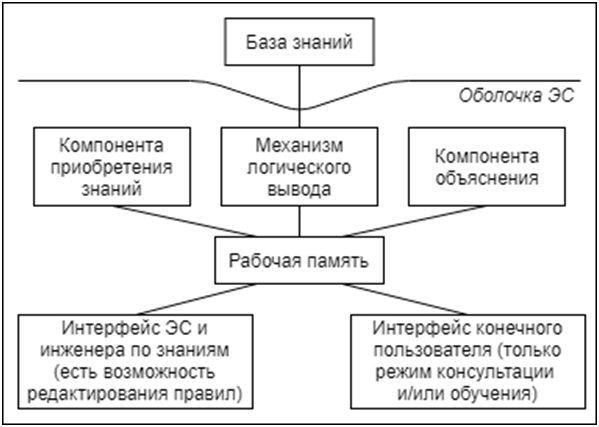 База знаний
Оболочка ЭС
Компонента
приобретения
знаний
Механизм
логического
вывода
Компонента
объяснения
Рабочая память
Интерфейс ЭС и
инженера по знаниям
(есть возможность
редактирования правил)
Интерфейс конечного
пользователя (только
режим консультации
и/или обучения)